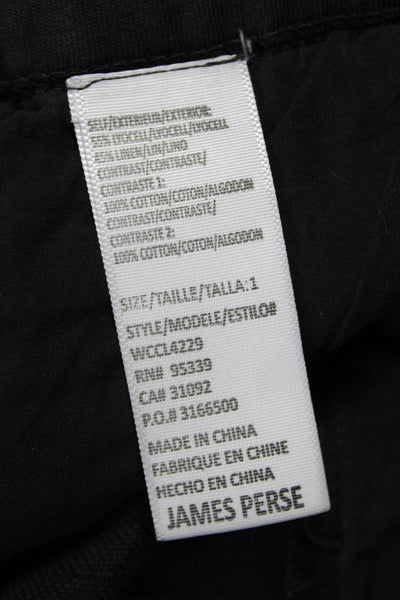 SELF/EXTERIEUR/EXTERIOR:
55% LYOCELL/LYOCELL/LYOCELL
45% LINEN/LIN/LINO
CONTRAST/CONTRASTE/
CONTRASTE 1:
100% COTTON/COTON/ALGODON
CONTRAST/CONTRASTE/
CONTRASTE 2:
100% COTTON/COTON/ALGODON
SIZE/TAILLE/TALLA:1
STYLE/MODELE/ESTILO#
WCCL4229
RN# 95339
CA# 31092
P.O.# 3166500
MADE IN CHINA
FABRIQUE EN CHINE
HECHO EN CHINA
JAMES PERSE